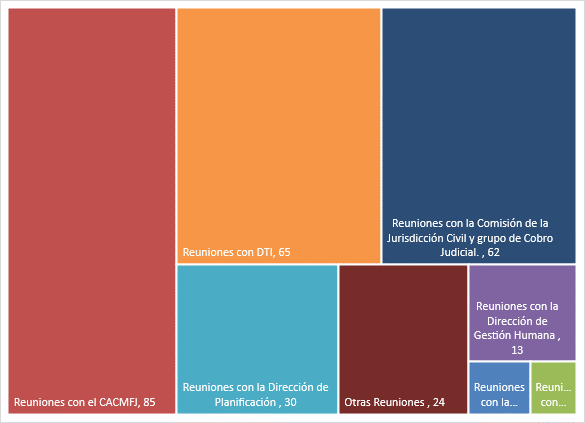 Reuniones con el CACMFJ, 85
Reuniones con DTI, 65
Reuniones con la Comisión de la
Jurisdicción Civil y grupo de Cobro
Judicial. , 62
Reuniones con la Dirección de
Planificación , 30
Otras Reuniones , 24
Reuniones con la
Dirección de
Gestión Humana ,
13
Reuniones
con la...
Reuni...
con...